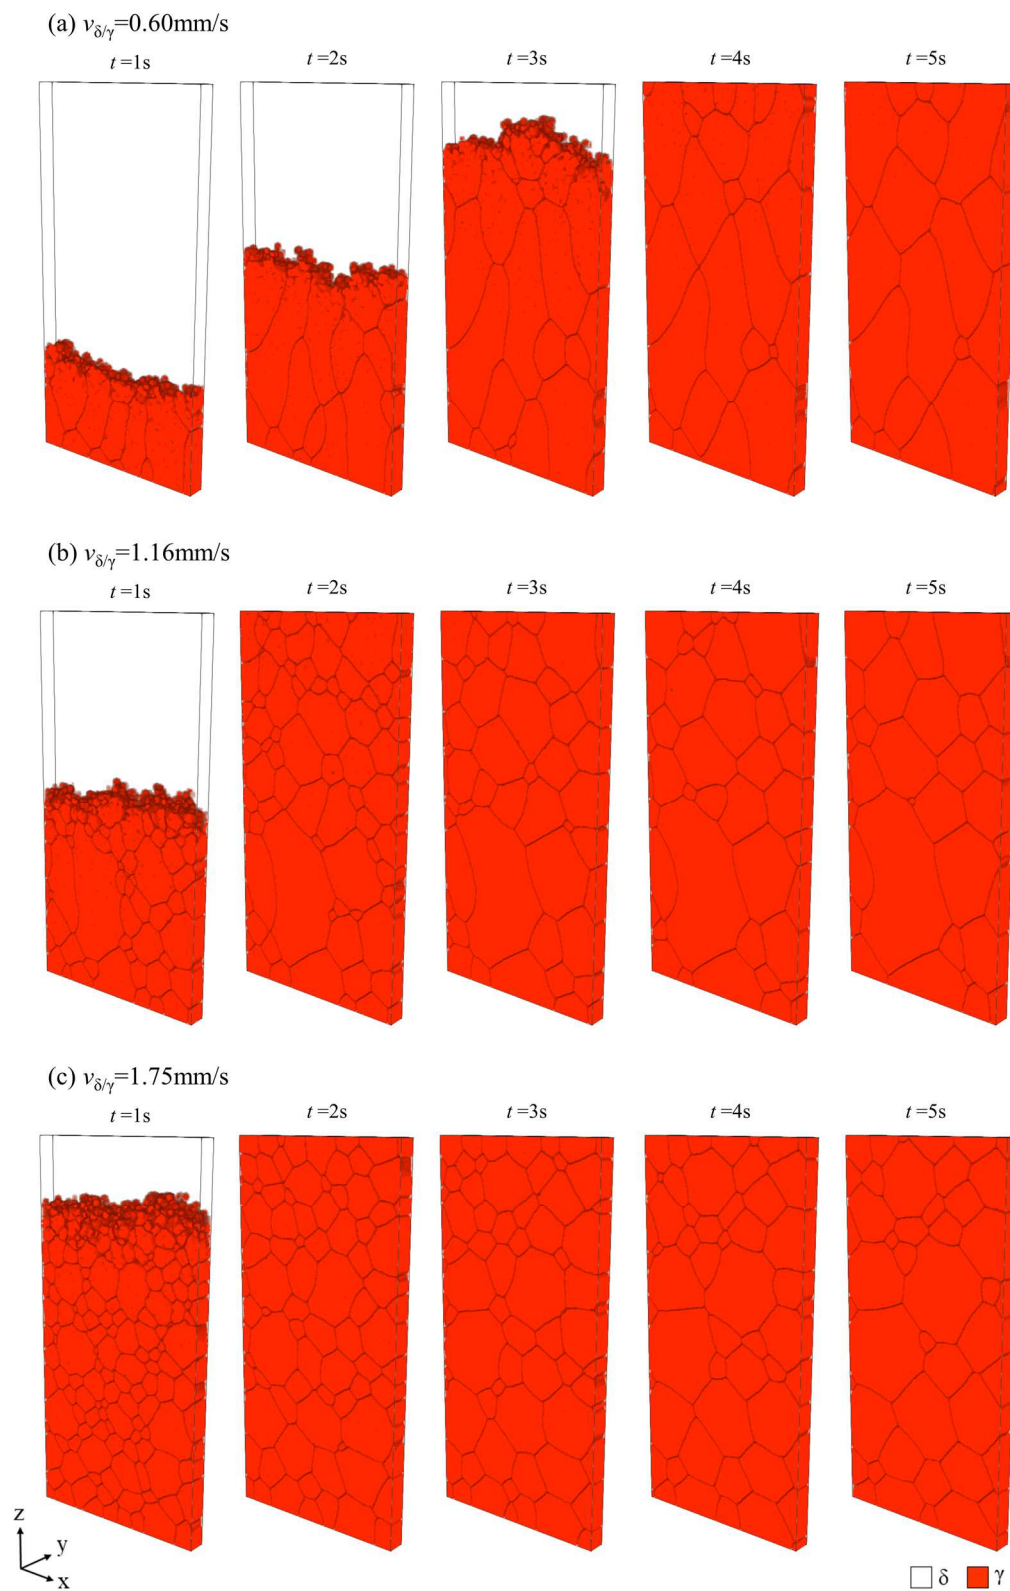 (a) vδ/γ=0.60mm/s
t =1s t =2s t =3s t =4s t =5s
(b) vδ/γ=1.16mm/s
t =1s t =2s t =3s t =4s t =5s
(c) vδ/γ=1.75mm/s
t =1s t =2s t =3s t =4s t =5s
z
y
x
δ γ